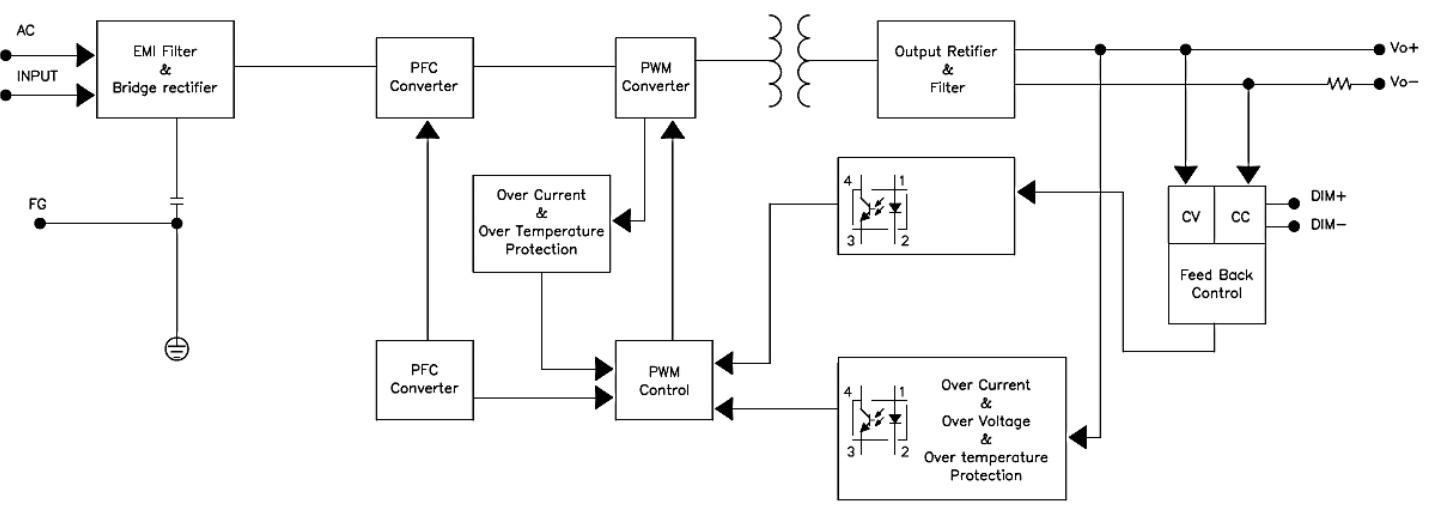 AC
INPUT
EMI Filter
&
Bridge rectifier
PFC
Converter
PWM
Converter
Output Retifier
&
Filter
Vo+
Vo-
FG
Over Current
&
Over Temperature
Protection
4 1
3 2
CV CC
DIM+
DIM-
Feed Back
Control
PFC
Converter
PWM
Control
4 1
3 2
Over Current
&
Over Voltage
&
Over temperature
Protection